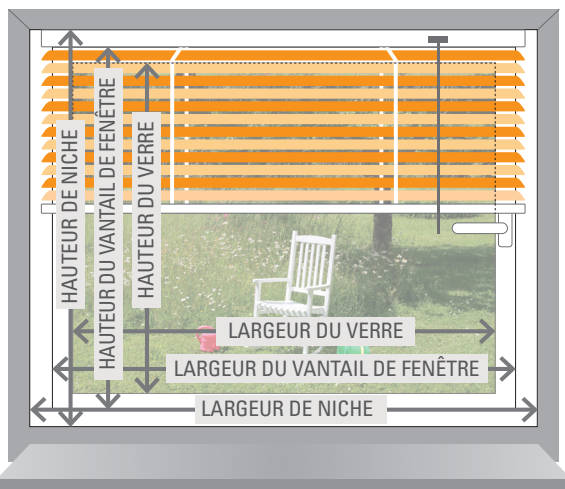 HAUTEUR DE NICHE
HAUTEUR DU VANTAIL DE FENÊTRE
HAUTEUR DU VERRE
LARGEUR DU VERRE
LARGEUR DU VANTAIL DE FENÊTRE
LARGEUR DE NICHE